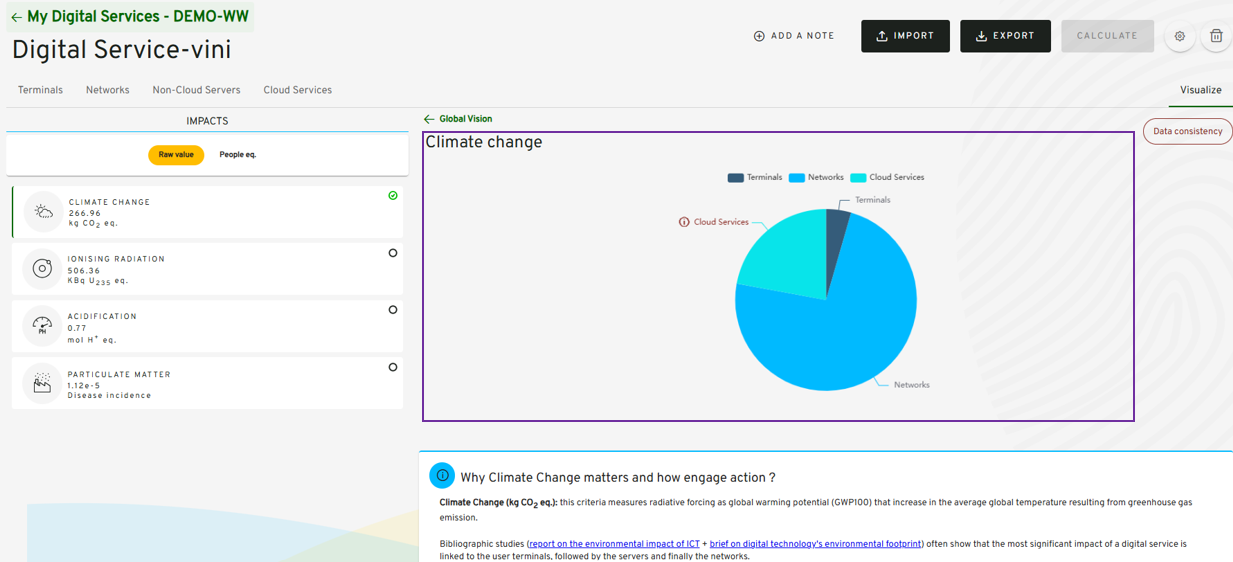 ← My Digital Services - DEMO-WW
Digital Service-vini
ADD A NOTE
IMPORT
EXPORT
CALCULATE
Terminals
Networks
Non-Cloud Servers
Cloud Services
Visualize
IMPACTS
Raw value
People eq.
CLIMATE CHANGE
266.96
kg CO2 eq.
IONISING RADIATION
506.36
KBq U235 eq.
PH
ACIDIFICATION
0.77
mol H+ eq.
PARTICULATE MATTER
1.12e-5
Disease incidence
← Global Vision
Data consistency
Climate change
Terminals
Networks
Cloud Services
Terminals
Cloud Services
Networks
Why Climate Change matters and how engage action ?
Climate Change (kg CO2 eq.): this criteria measures radiative forcing as global warming potential (GWP100) that increase in the average global temperature resulting from greenhouse gas
emission.
Bibliographic studies (report on the environmental impact of ICT + brief on digital technology's environmental footprint) often show that the most significant impact of a digital service is
linked to the user terminals, followed by the servers and finally the networks.